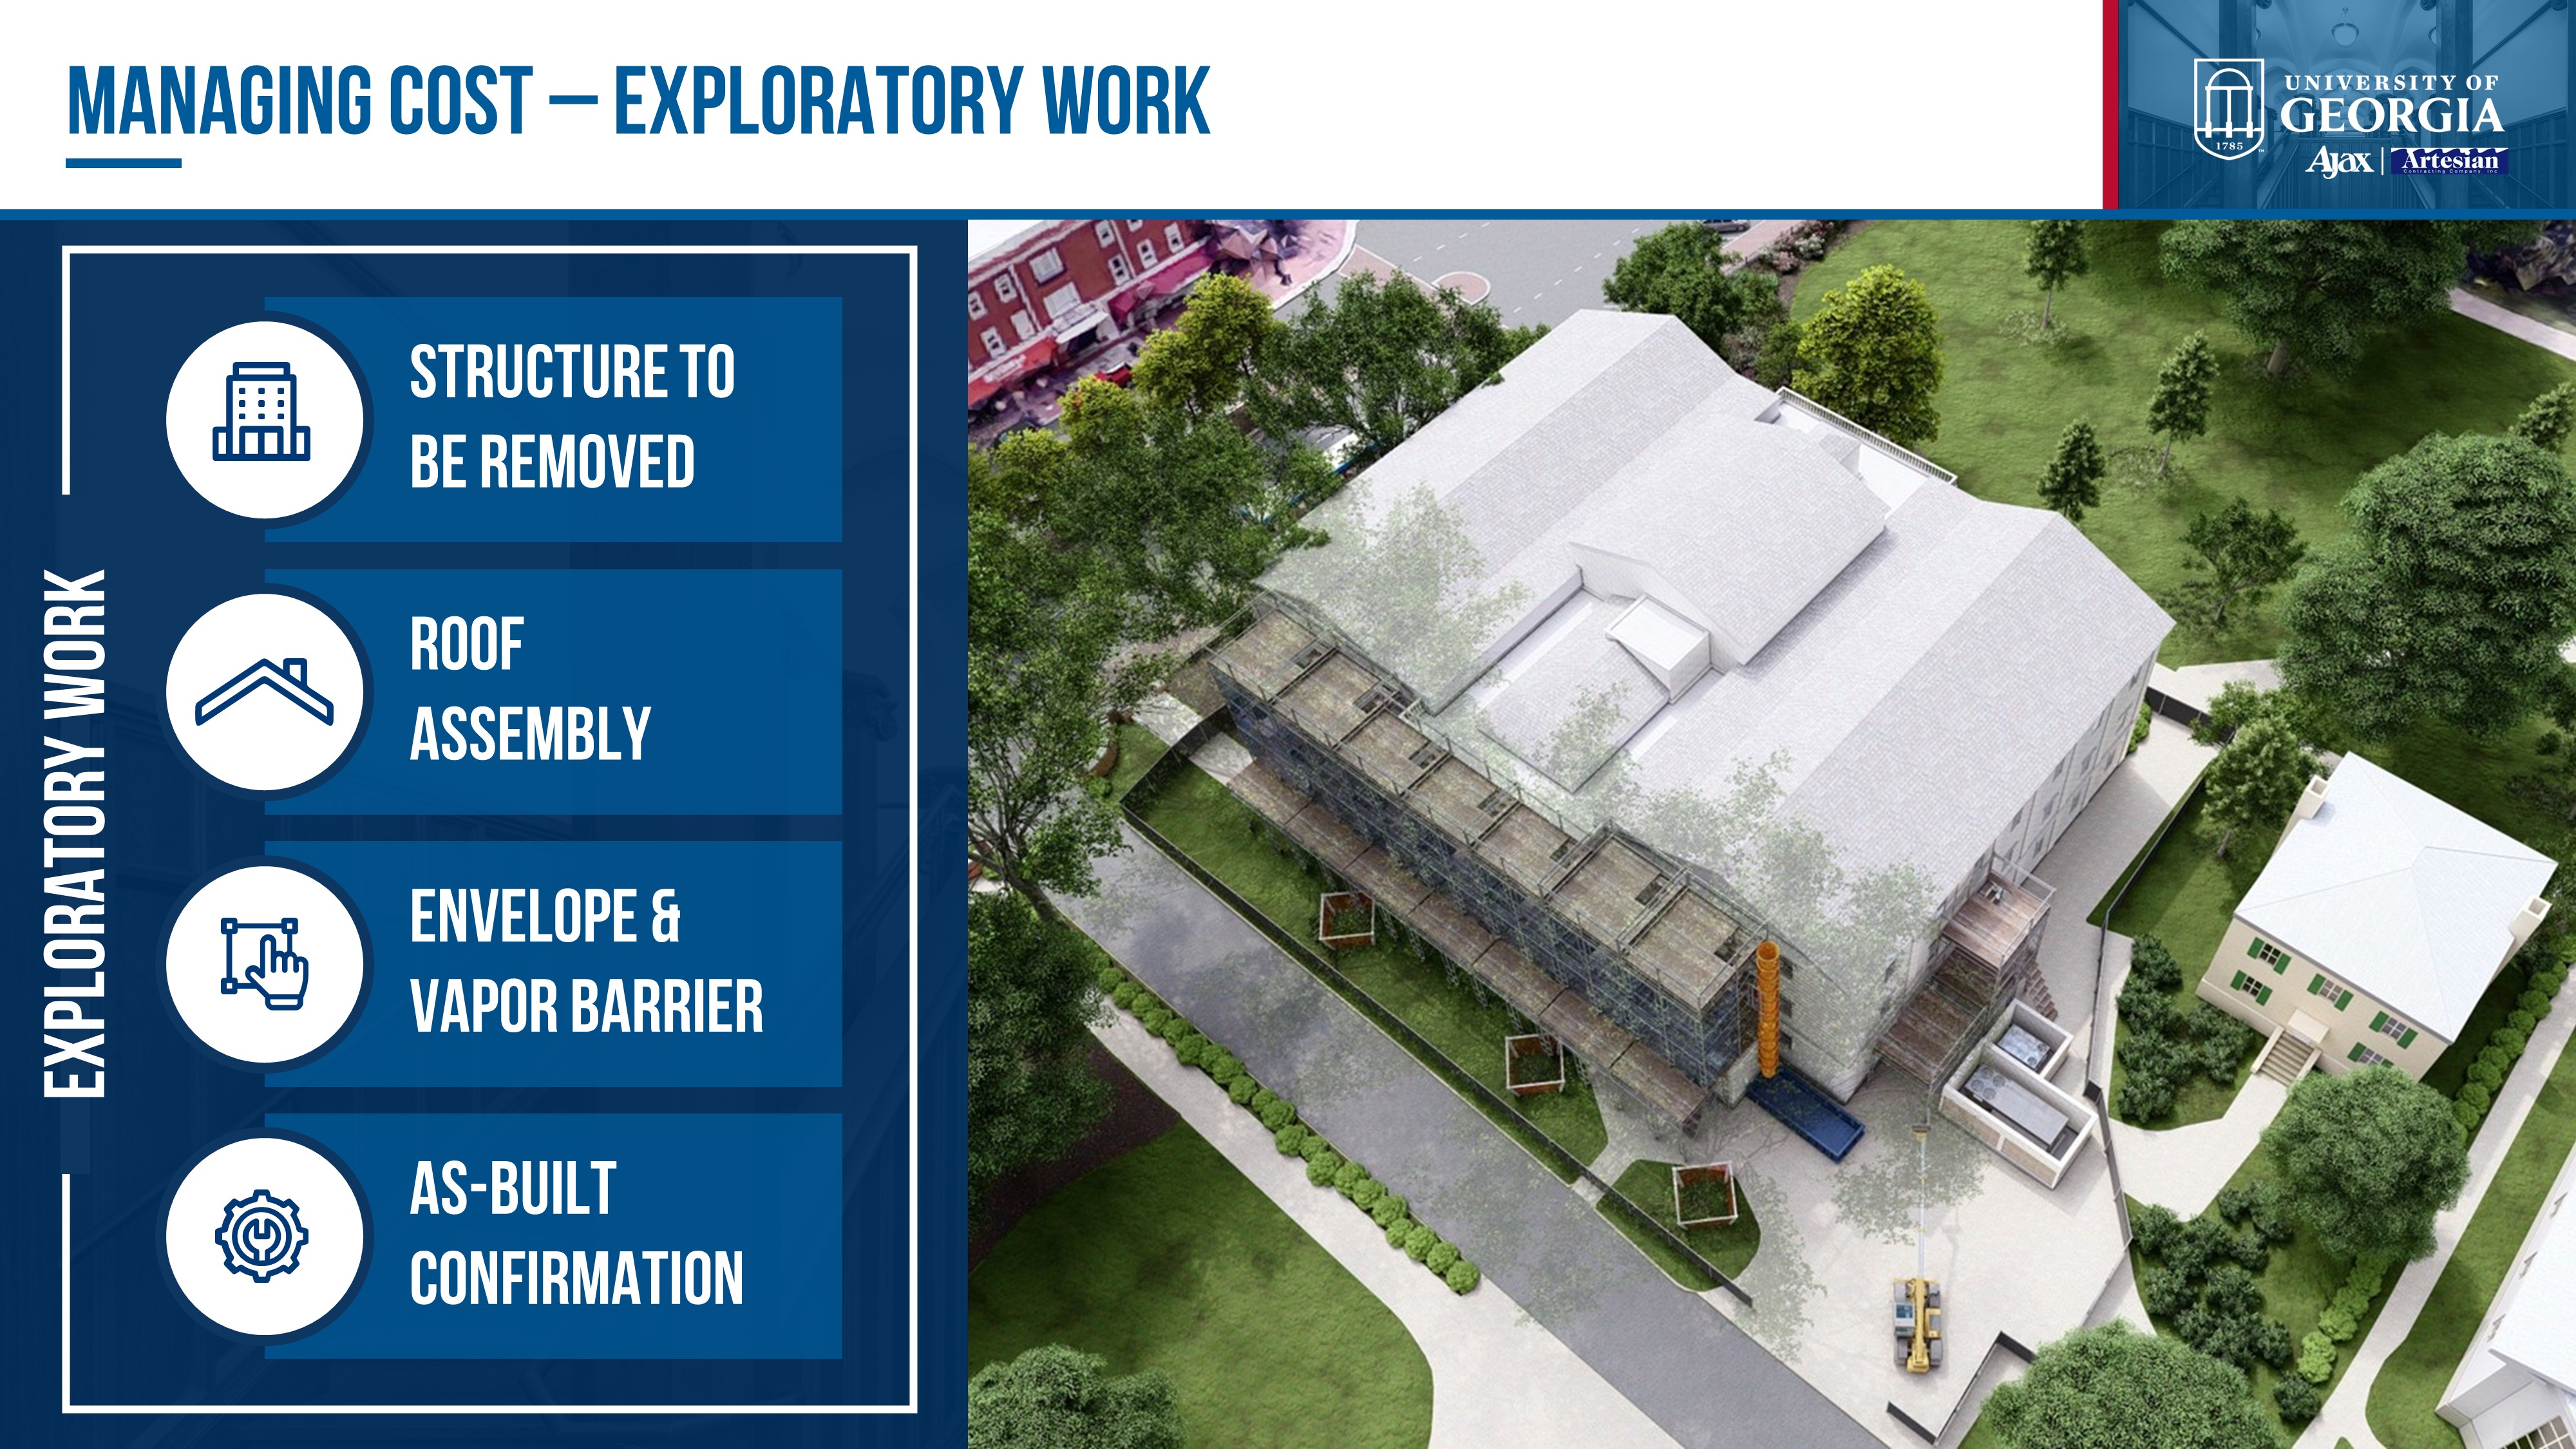 MANAGING COST – EXPLORATORY WORK
UNIVERSITY OF
GEORGIA
1785
Ajax | Artesian
Contracting Company, Inc
EXPLORATORY WORK
STRUCTURE TO
BE REMOVED
ROOF
ASSEMBLY
ENVELOPE &
VAPOR BARRIER
AS-BUILT
CONFIRMATION